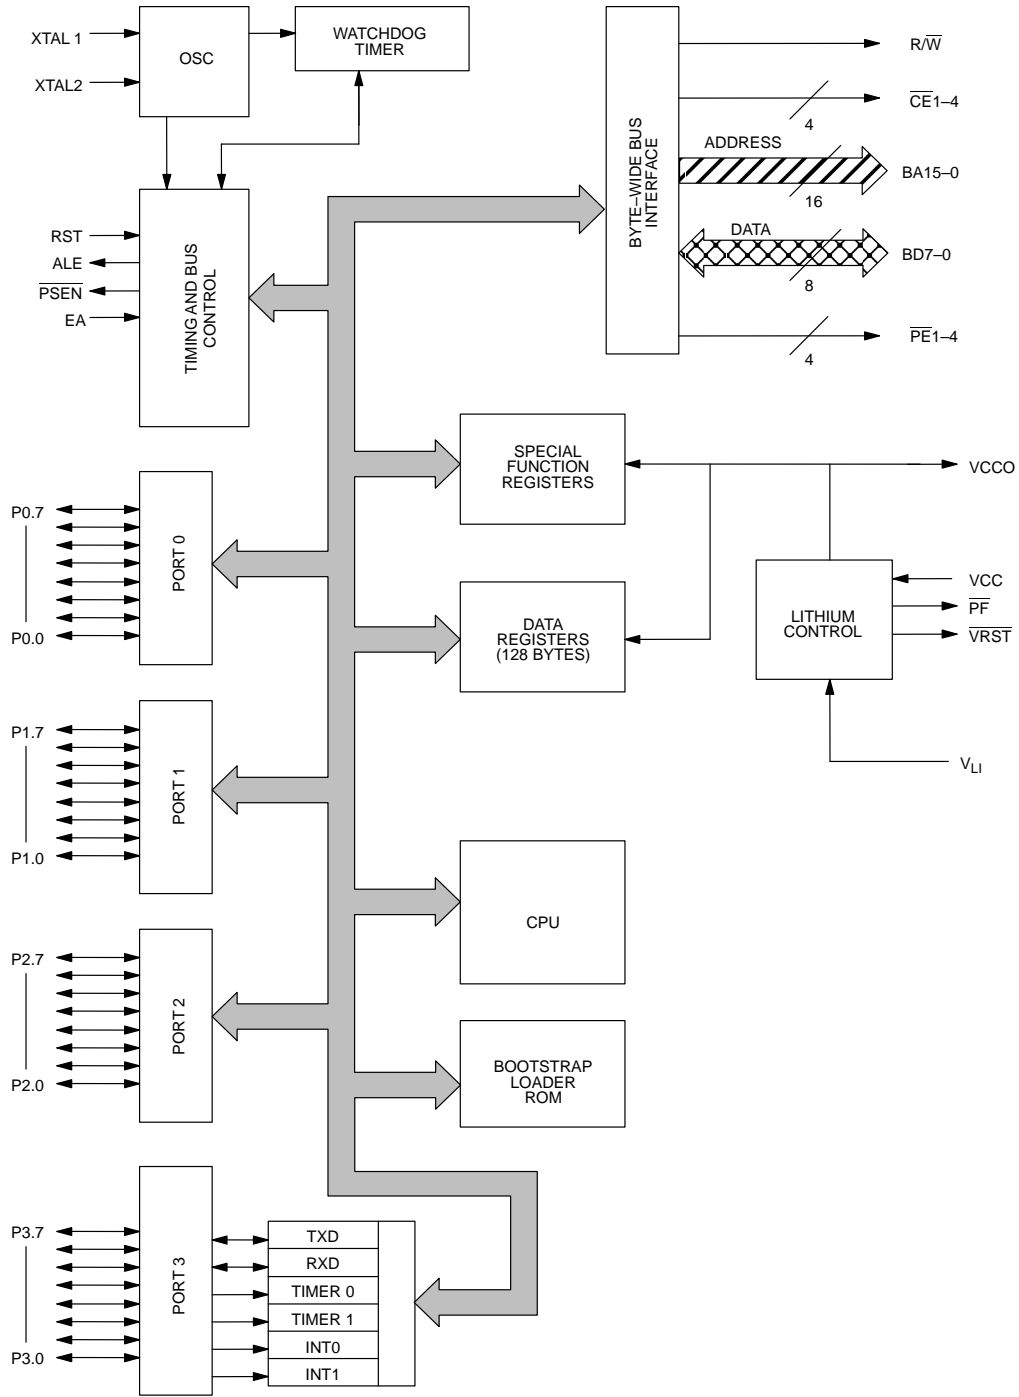 XTAL 1
XTAL2
OSC
WATCHDOG
TIMER
RST
ALE
PSEN
EA
TIMING AND BUS
CONTROL
BYTE–WIDE BUS
INTERFACE
R/W
CE1–4
4
ADDRESS
BA15–0
16
DATA
BD7–0
8
PE1–4
4
SPECIAL
FUNCTION
REGISTERS
VCCO
P0.7
P0.0
PORT 0
DATA
REGISTERS
(128 BYTES)
LITHIUM
CONTROL
VCC
PF
VRST
VLI
P1.7
P1.0
PORT 1
CPU
P2.7
P2.0
PORT 2
BOOTSTRAP
LOADER
ROM
P3.7
P3.0
PORT 3
TXD
RXD
TIMER 0
TIMER 1
INT0
INT1